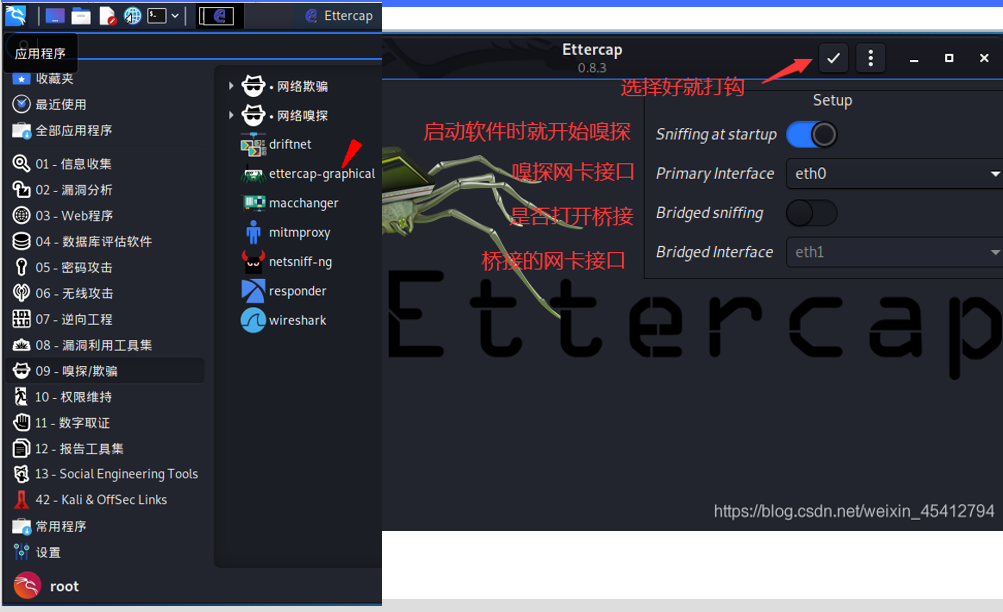 Ettercap
应用程序
收藏夹
最近使用
全部应用程序
01 - 信息收集
02 - 漏洞分析
03 - Web程序
04 - 数据库评估软件
05 - 密码攻击
06 - 无线攻击
07 - 逆向工程
08 - 漏洞利用工具集
09 - 嗅探/欺骗
10 - 权限维持
11 - 数字取证
12 - 报告工具集
13 - Social Engineering Tools
42 - Kali & OffSec Links
常用程序
设置
root
• 网络欺骗
• 网络嗅探
driftnet
ettercap-graphical
macchanger
mitmproxy
netsniff-ng
responder
wireshark
Ettercap
0.8.3
选择好就打钩
Setup
启动软件时就开始嗅探
Sniffing at startup
嗅探网卡接口
Primary Interface
eth0
是否打开桥接
Bridged sniffing
桥接的网卡接口
Bridged Interface
eth1
Ettercap
https://blog.csdn.net/weixin_45412794